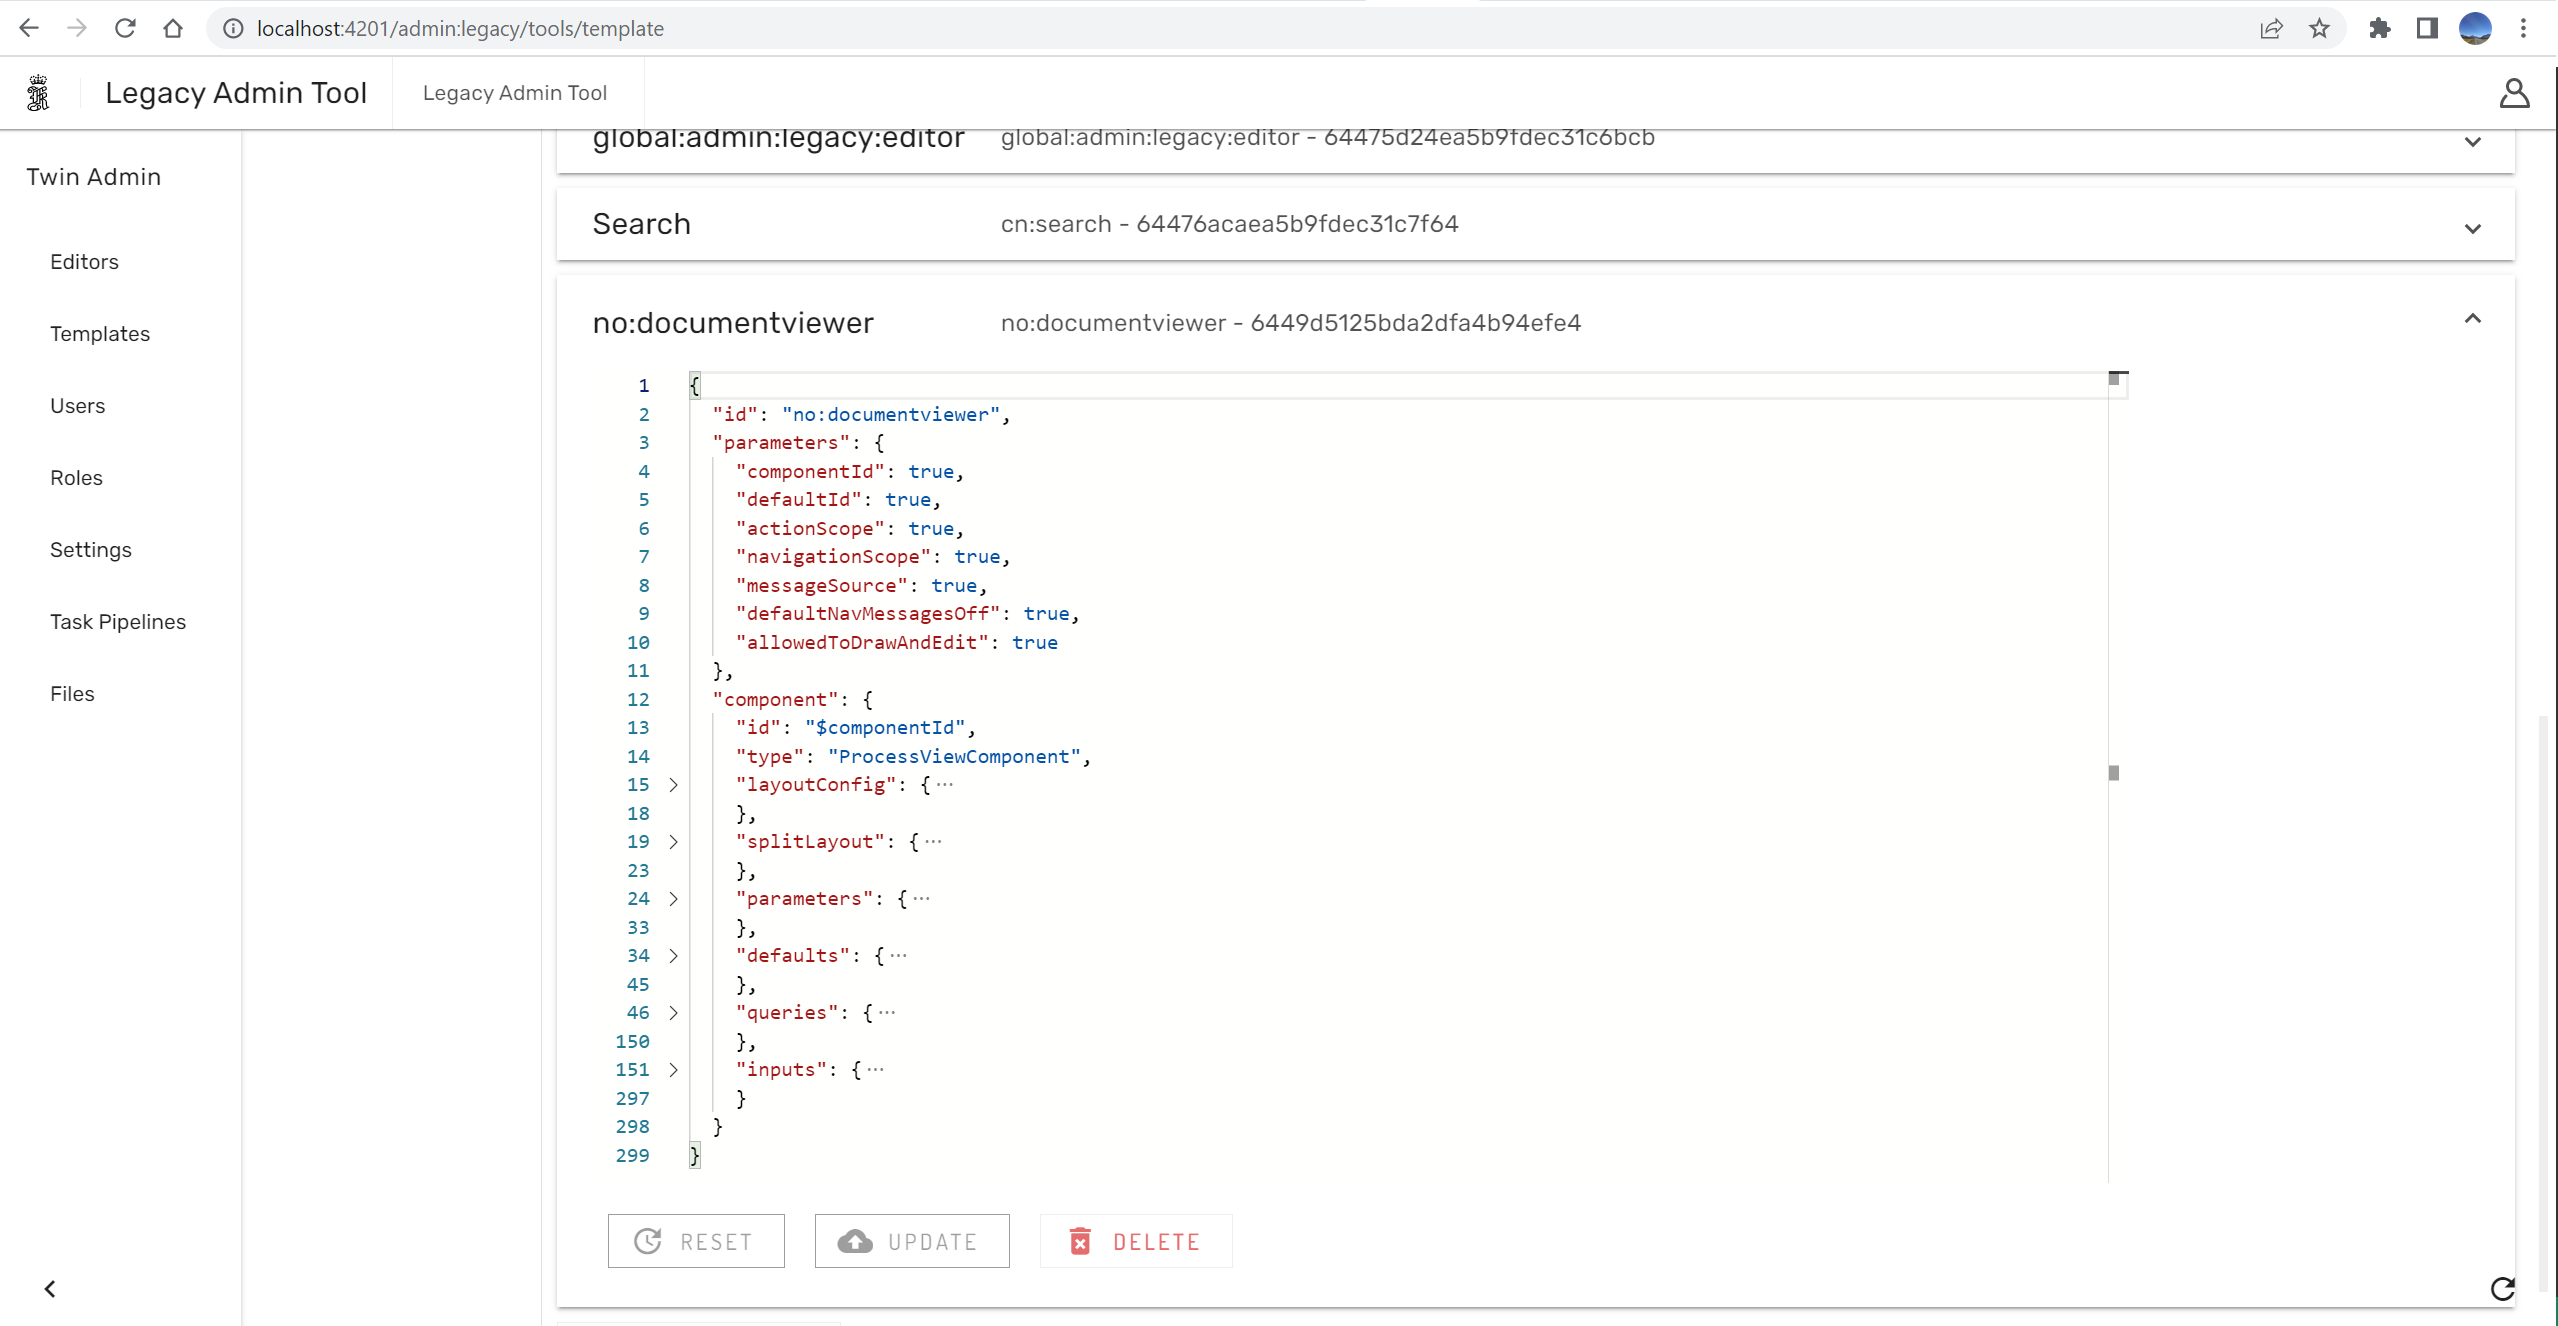 localhost:4201/admin:legacy/tools/template
Legacy Admin Tool
Legacy Admin Tool
Twin Admin
Editors
Templates
Users
Roles
Settings
Task Pipelines
Files
global:admin:legacy:editor global:admin:legacy:editor - 64475d24ea5b9fdec31c6bcb
Search cn:search - 64476acaea5b9fdec31c7f64
no:documentviewer no:documentviewer - 6449d5125bda2dfa4b94efe4
1 {
2 "id": "no:documentviewer",
3 "parameters": {
4 "componentId": true,
5 "defaultId": true,
6 "actionScope": true,
7 "navigationScope": true,
8 "messageSource": true,
9 "defaultNavMessagesOff": true,
10 "allowedToDrawAndEdit": true
11 },
12 "component": {
13 "id": "$componentId",
14 "type": "ProcessViewComponent",
15 "layoutConfig": {···
18 },
19 "splitLayout": {···
23 },
24 "parameters": {···
33 },
34 "defaults": {···
45 },
46 "queries": {···
150 },
151 "inputs": {···
297 }
298 }
299 }
RESET
UPDATE
DELETE